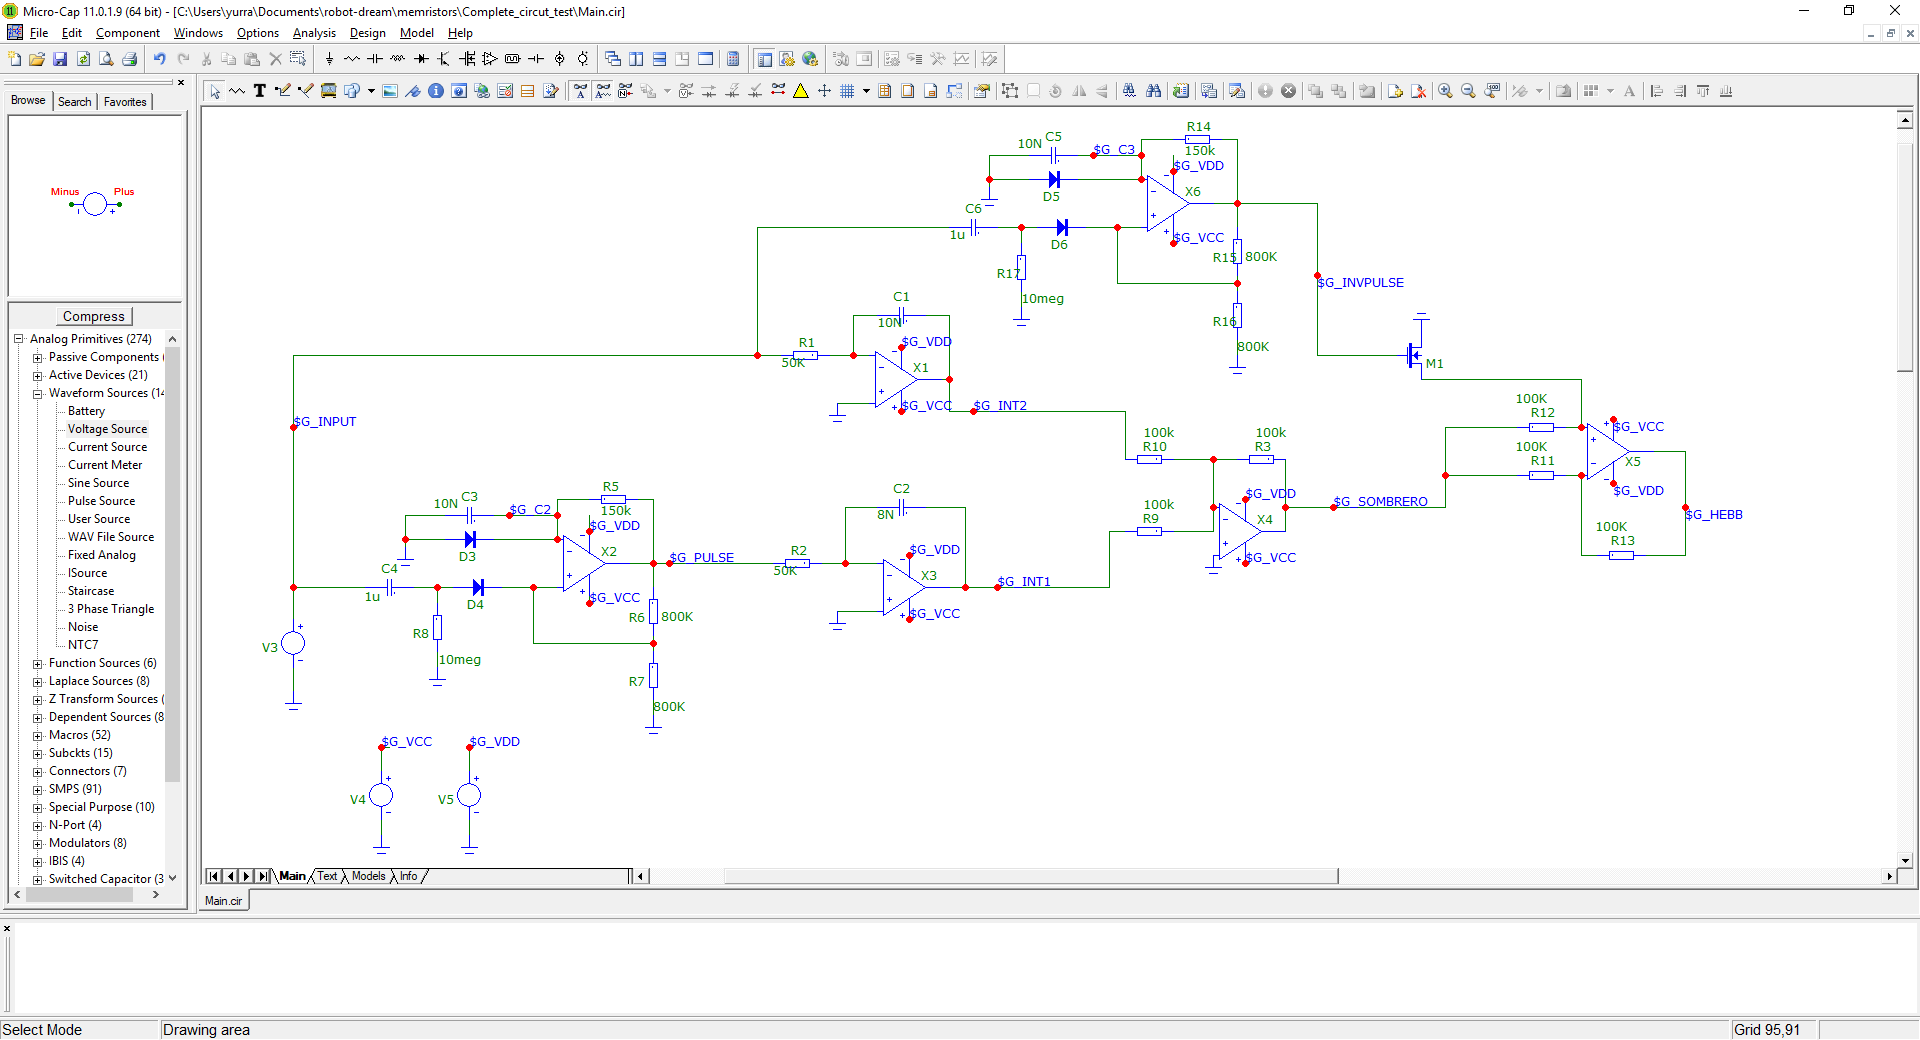 Micro-Cap 11.0.1.9 (64 bit) - [C:\Users\yurra\Documents\robot-dream\memristors\Complete_circut_test\Main.cir]
File Edit Component Windows Options Analysis Design Model Help
Browse Search Favorites
Minus Plus
Compress
Analog Primitives (274)
Passive Components (
Active Devices (21)
Waveform Sources (14
Battery
Voltage Source
Current Source
Current Meter
Sine Source
Pulse Source
User Source
WAV File Source
Fixed Analog
ISource
Staircase
3 Phase Triangle
Noise
NTC7
Function Sources (6)
Laplace Sources (8)
Z Transform Sources (
Dependent Sources (8
Macros (52)
Subckts (15)
Connectors (7)
SMPS (91)
Special Purpose (10)
N-Port (4)
Modulators (8)
IBIS (4)
Switched Capacitor (3
R14
10N C5 $G_C3 150k
$G_VDD
D5 X6
C6
1u D6 $G_VCC
R15 800K
R17
10meg $G_INVPULSE
C1
10N R16
R1 $G_VDD 800K
50K X1 M1
$G_VCC $G_INT2
$G_INPUT
100K
R12
$G_VCC
100k 100k
R10 R3
100K
R11 X5
$G_VDD
C2
8N
R5
10N C3 $G_C2 150k
$G_VDD
$G_VDD $G_SOMBRERO
100k
R9 X4
$G_HEBB
100K
R13
D3 X2
$G_PULSE R2 $G_VDD $G_VCC
50K X3
C4
1u D4 $G_VCC $G_INT1
R6 800K $G_VCC
R8
10meg
V3
R7
800K
$G_VCC $G_VDD
V4 V5
Main Text Models Info
Main.cir
Select Mode Drawing area Grid 95,91